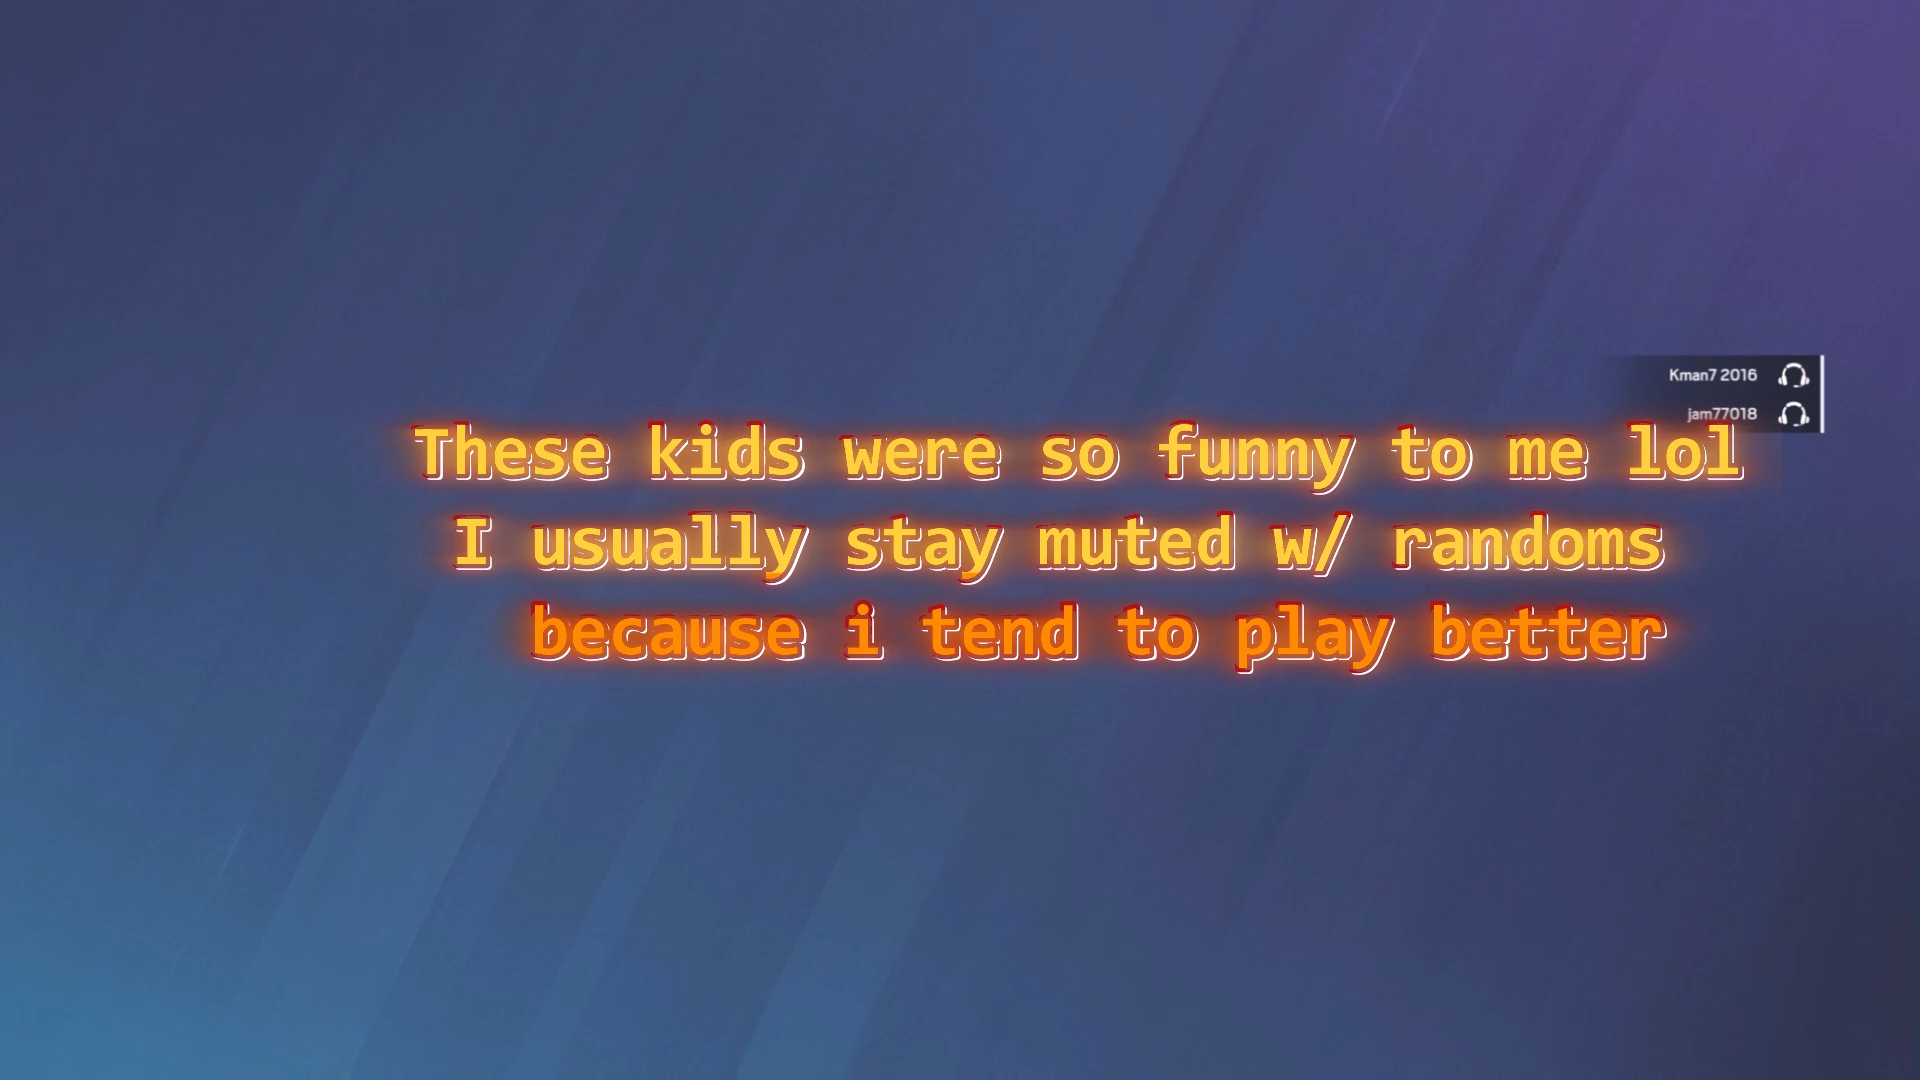 Kman7 2016
jam77018
These kids were so funny to me lol
I usually stay muted w/ randoms
because i tend to play better